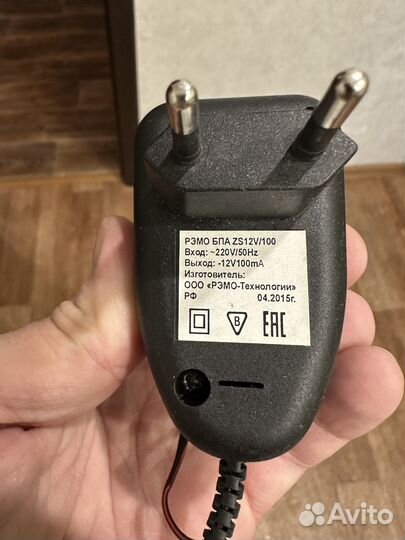 РЭМО БПА ZS12V/100
Вход: ~220V/50Hz
Выход: -12V100mA
Изготовитель:
ООО «РЭМО-Технологии»
РФ 04.2015г.
B
EAC
Avito